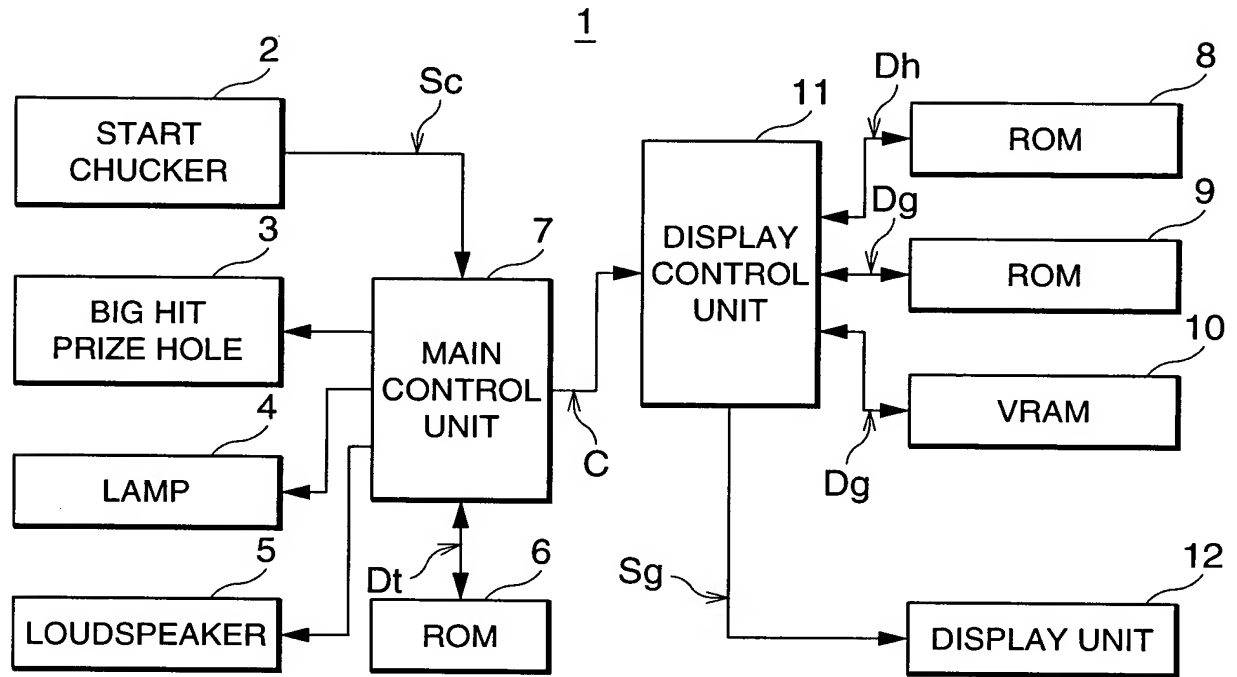 1
2
START
CHUCKER
Sc
3
BIG HIT
PRIZE HOLE
4
LAMP
5
LOUDSPEAKER
7
MAIN
CONTROL
UNIT
C
Dt
6
ROM
11
DISPLAY
CONTROL
UNIT
Dh
8
ROM
Dg
9
ROM
10
VRAM
Dg
Sg
12
DISPLAY UNIT